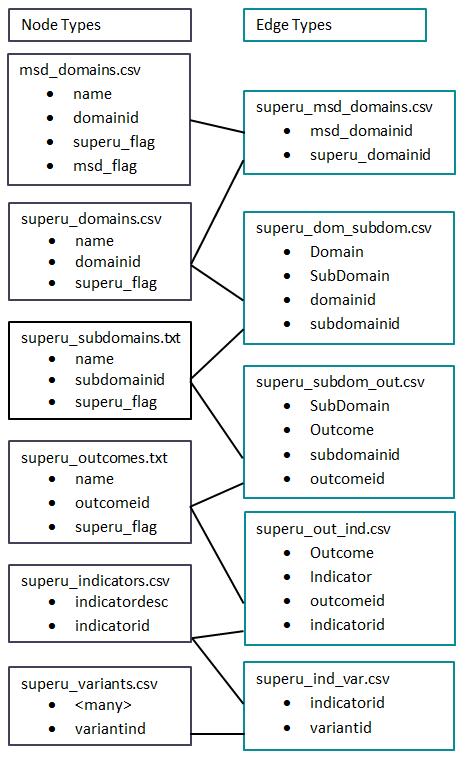 Node Types
Edge Types
msd_domains.csv
• name
• domainid
• superu_flag
• msd_flag
superu_domains.csv
• name
• domainid
• superu_flag
superu_subdomains.txt
• name
• subdomainid
• superu_flag
superu_outcomes.txt
• name
• outcomeid
• superu_flag
superu_indicators.csv
• indicatordesc
• indicatorid
superu_variants.csv
• <many>
• variantind
superu_msd_domains.csv
• msd_domainid
• superu_domainid
superu_dom_subdom.csv
• Domain
• SubDomain
• domainid
• subdomainid
superu_subdom_out.csv
• SubDomain
• Outcome
• subdomainid
• outcomeid
superu_out_ind.csv
• Outcome
• Indicator
• outcomeid
• indicatorid
superu_ind_var.csv
• indicatorid
• variantid